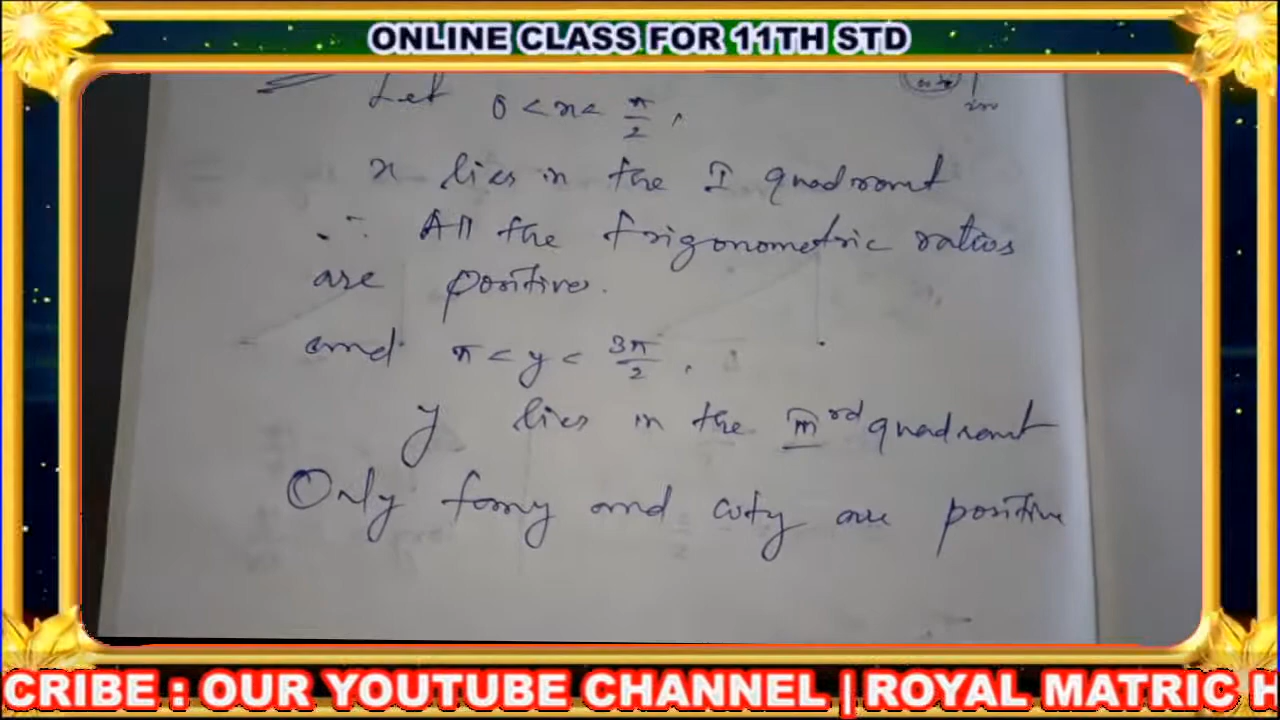 ONLINE CLASS FOR 11TH STD
Let 0 < x < π/2,
x lies in the I quadrant
∴ All the trigonometric ratios
are positive.
and π < y < 3π/2,
y lies in the III rd quadrant
Only tany and coty are positive
CRIBE : OUR YOUTUBE CHANNEL | ROYAL MATRIC H